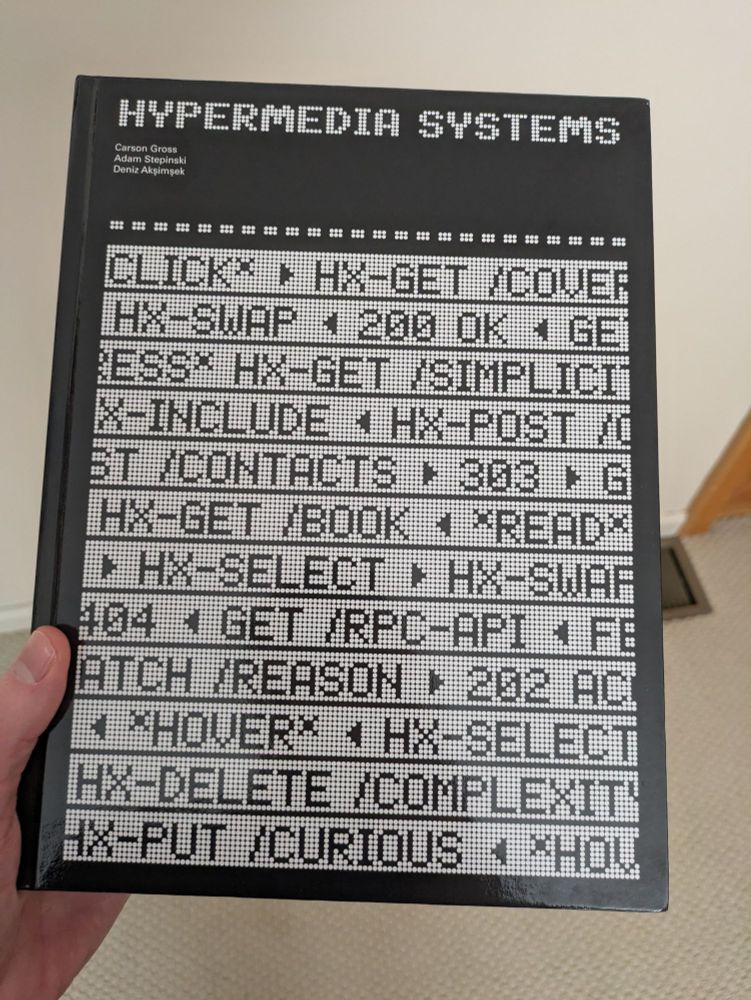 HYPERMEDIA SYSTEMS
Carson Gross
Adam Stepinski
Deniz Akşimşek
CLICK* ▶ HX-GET /COVER
HX-SWAP ◀ 200 OK ◀ GE
RESS* HX-GET /SIMPLICI
X-INCLUDE ◀ HX-POST /
ST /CONTACTS ▶ 303 ▶ G
HX-GET /BOOK ◀ *READ*
▶ HX-SELECT ▶ HX-SWAP
404 ◀ GET /RPC-API ◀ F
ATCH /REASON ▶ 202 AC
◀ *HOVER* ◀ HX-SELECT
HX-DELETE /COMPLEXIT
HX-PUT /CURIOUS ◀ *HOV